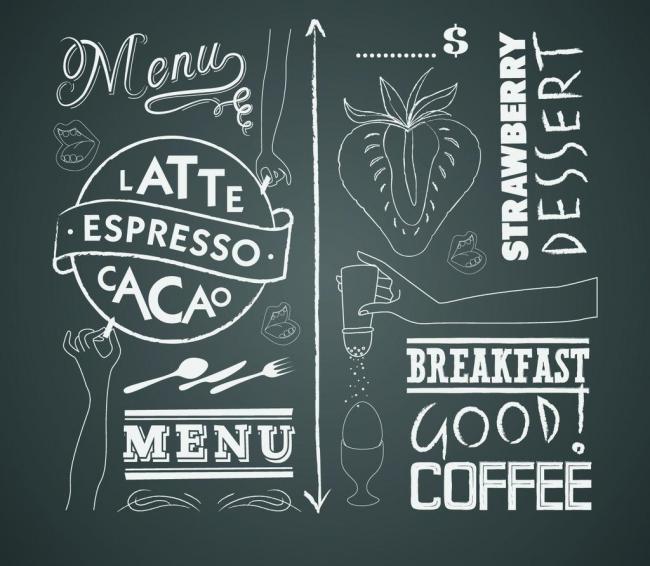 Menu
LATTE
ESPRESSO
CACAO
MENU
$
STRAWBERRY
DESSERT
BREAKFAST
GOOD!
COFFEE